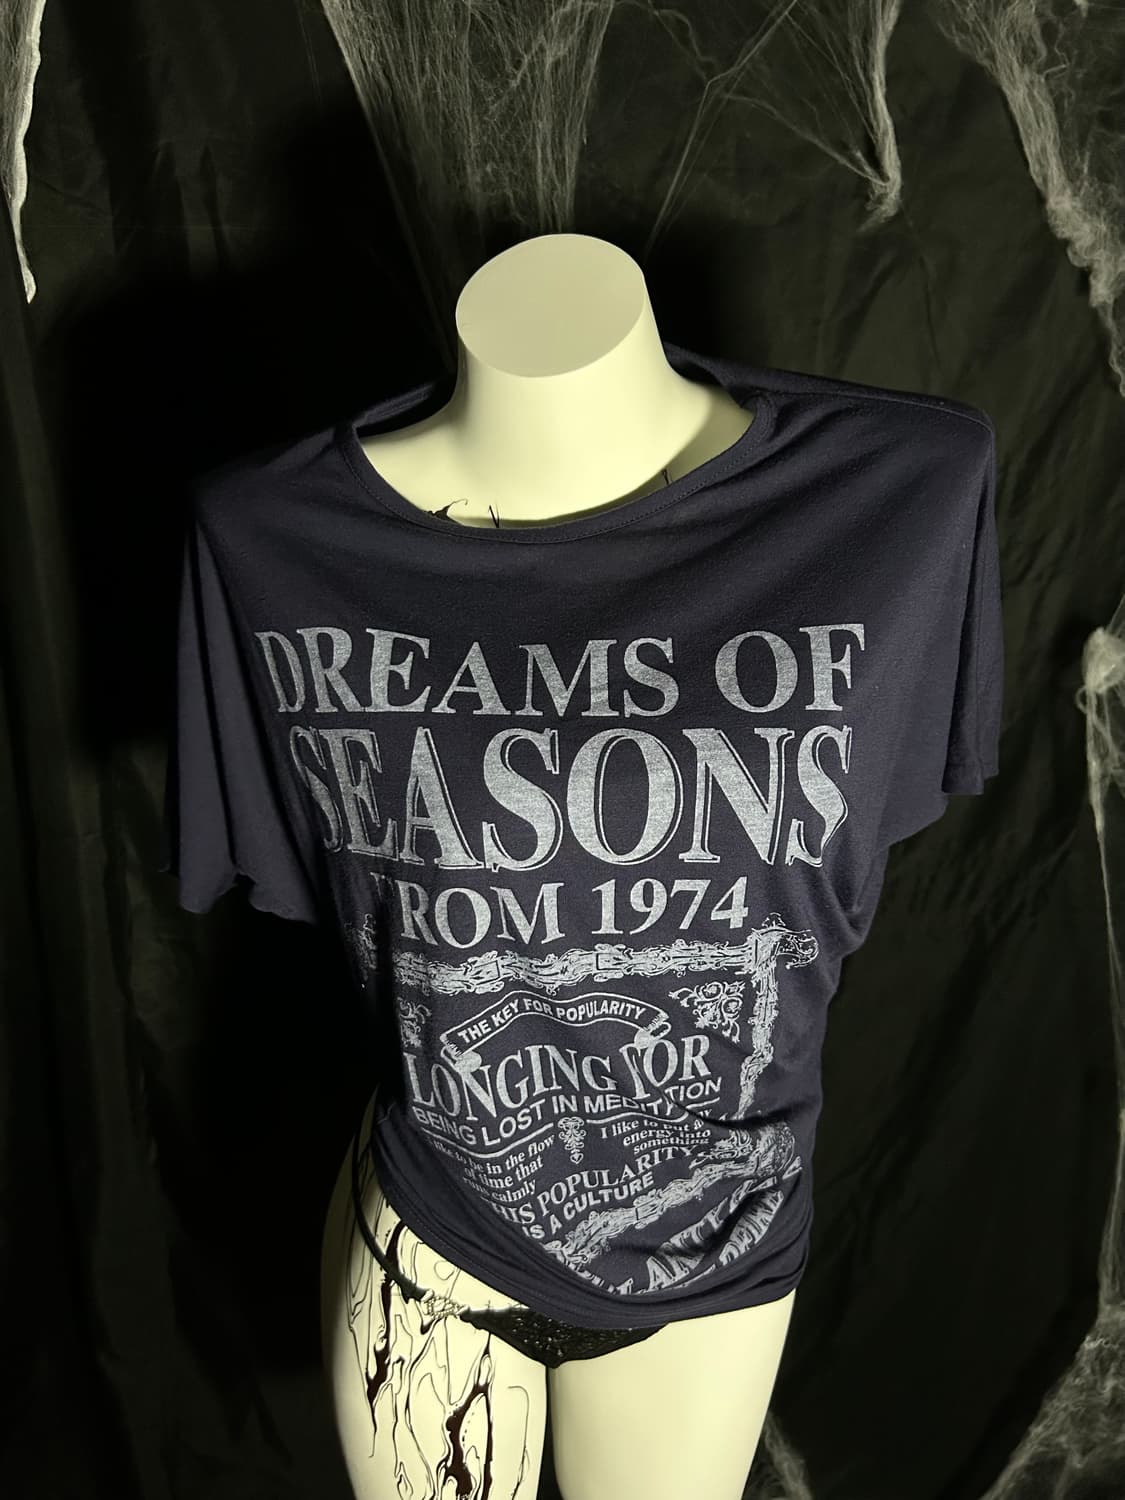 DREAMS OF
SEASONS
FROM 1974
THE KEY FOR POPULARITY
LONGING FOR
BEING LOST IN MEDITATION
like to be in the flow
of time that
runs calmly
I like to put my
energy into
something
THIS POPULARITY
IS A CULTURE